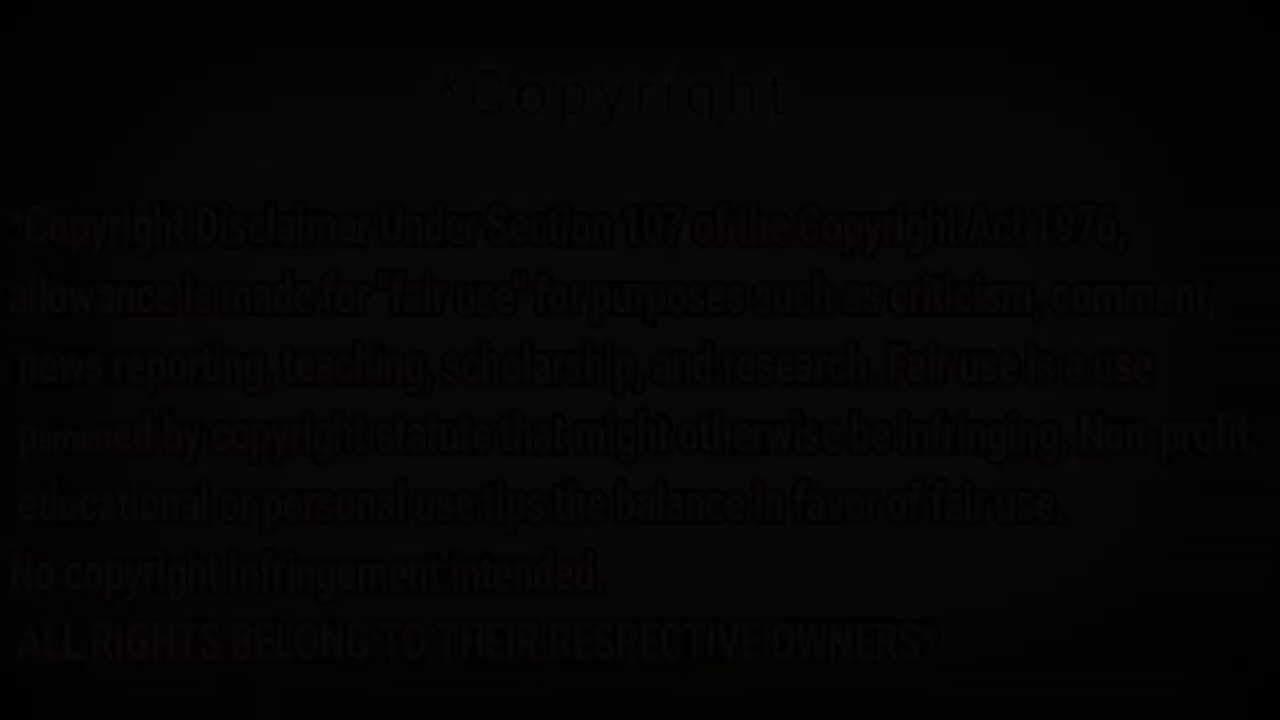 *Copyright
*Copyright Disclaimer Under Section 107 of the Copyright Act 1976,
allowance is made for "fair use" for purposes such as criticism, comment,
news reporting, teaching, scholarship, and research. Fair use is a use
by copyright statute that might otherwise be infringing. Non-profit,
educational or personal use tips the balance in favor of fair use.
No copyright infringement intended.
ALL RIGHTS BELONG TO THEIR RESPECTIVE OWNERS*